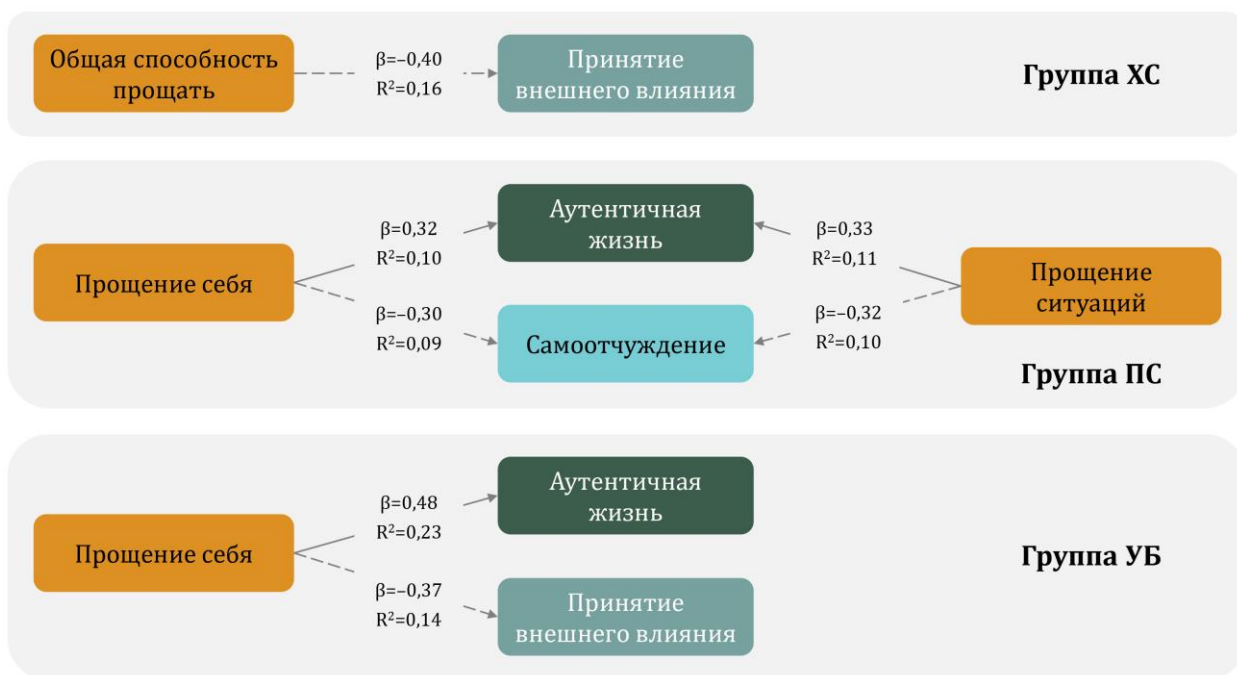 Общая способность
прощать
β=–0,40
R²=0,16
Принятие
внешнего влияния
Группа ХС
Прощение себя
β=0,32
R²=0,10
β=–0,30
R²=0,09
Аутентичная
жизнь
Самоотчуждение
β=0,33
R²=0,11
β=–0,32
R²=0,10
Прощение
ситуаций
Группа ПС
Прощение себя
β=0,48
R²=0,23
β=–0,37
R²=0,14
Аутентичная
жизнь
Принятие
внешнего влияния
Группа УБ